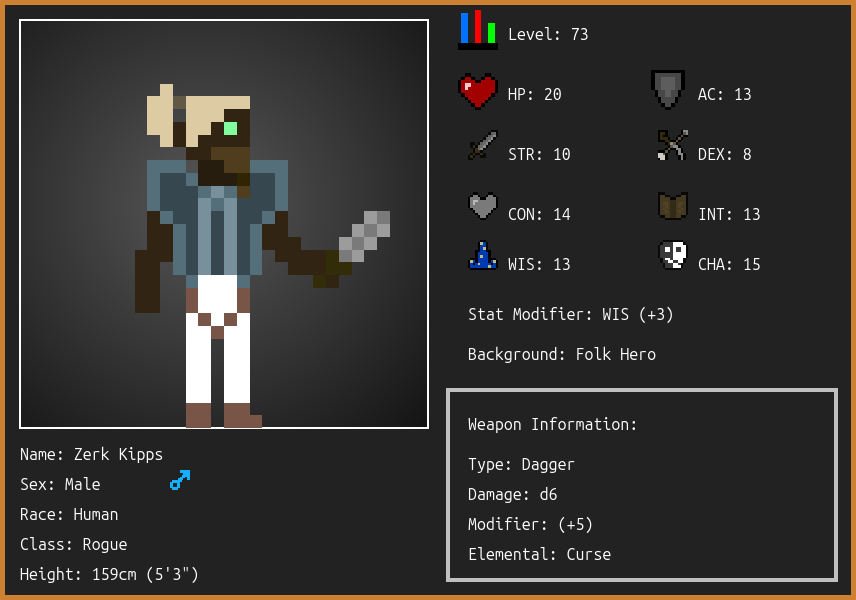 Level: 73
HP: 20
AC: 13
STR: 10
DEX: 8
CON: 14
INT: 13
WIS: 13
CHA: 15
Stat Modifier: WIS (+3)
Background: Folk Hero
Weapon Information:
Type: Dagger
Damage: d6
Modifier: (+5)
Elemental: Curse
Name: Zerk Kipps
Sex: Male
Race: Human
Class: Rogue
Height: 159cm (5'3")